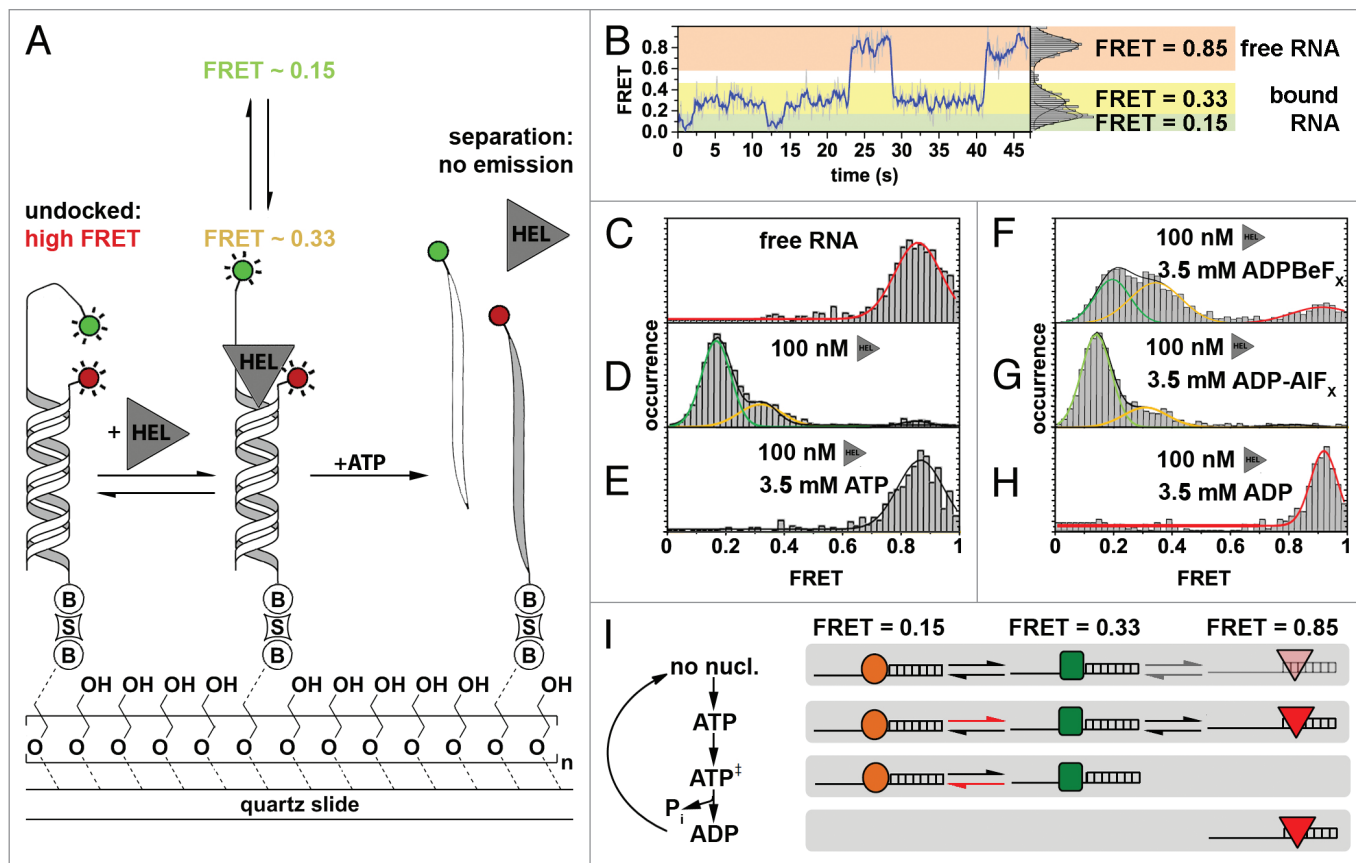 A
FRET ~ 0.15
separation:
no emission
undocked:
high FRET
FRET ~ 0.33
HEL
HEL
+ HEL
+ATP
B
S
B
B
S
B
B
S
B
OH OH OH OH OH OH OH OH OH
O O O O O O O O O O O O
n
quartz slide
B
FRET
0.8
0.6
0.4
0.2
0.0
0 5 10 15 20 25 30 35 40 45
time (s)
FRET = 0.85 free RNA
FRET = 0.33 bound
FRET = 0.15 RNA
C
free RNA
D
100 nM HEL
E
100 nM HEL
3.5 mM ATP
occurrence
0 0.2 0.4 0.6 0.8 1
FRET
F
100 nM HEL
3.5 mM ADPBeFx
G
100 nM HEL
3.5 mM ADP-AlFx
H
100 nM HEL
3.5 mM ADP
occurrence
0 0.2 0.4 0.6 0.8 1
FRET
I
FRET = 0.15 FRET = 0.33 FRET = 0.85
no nucl.
ATP
ATP‡
Pi
ADP